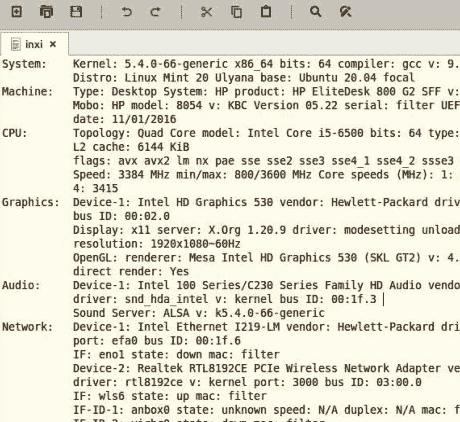 inxi
System: Kernel: 5.4.0-66-generic x86_64 bits: 64 compiler: gcc v: 9.
Distro: Linux Mint 20 Ulyana base: Ubuntu 20.04 focal
Machine: Type: Desktop System: HP product: HP EliteDesk 800 G2 SFF v:
Mobo: HP model: 8054 v: KBC Version 05.22 serial: filter UEF
date: 11/01/2016
CPU: Topology: Quad Core model: Intel Core i5-6500 bits: 64 type:
L2 cache: 6144 KiB
flags: avx avx2 lm nx pae sse sse2 sse3 sse4_1 sse4_2 ssse3
Speed: 3384 MHz min/max: 800/3600 MHz Core speeds (MHz): 1:
4: 3415
Graphics: Device-1: Intel HD Graphics 530 vendor: Hewlett-Packard driv
bus ID: 00:02.0
Display: x11 server: X.Org 1.20.9 driver: modesetting unload
resolution: 1920x1080~60Hz
OpenGL: renderer: Mesa Intel HD Graphics 530 (SKL GT2) v: 4.
direct render: Yes
Audio: Device-1: Intel 100 Series/C230 Series Family HD Audio vendo
driver: snd_hda_intel v: kernel bus ID: 00:1f.3
Sound Server: ALSA v: k5.4.0-66-generic
Network: Device-1: Intel Ethernet I219-LM vendor: Hewlett-Packard dri
port: efa0 bus ID: 00:1f.6
IF: eno1 state: down mac: filter
Device-2: Realtek RTL8192CE PCIe Wireless Network Adapter ve
driver: rtl8192ce v: kernel port: 3000 bus ID: 03:00.0
IF: wls6 state: up mac: filter
IF-ID-1: anbox0 state: unknown speed: N/A duplex: N/A mac: f